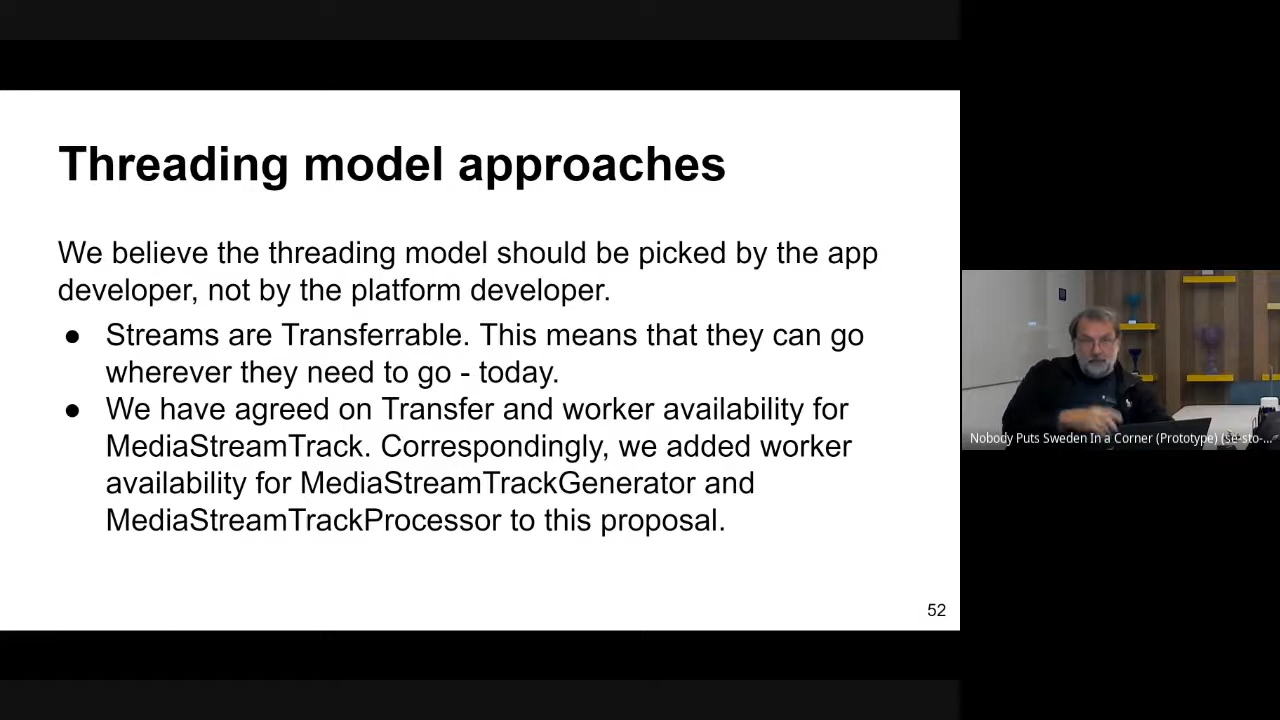 Threading model approaches
We believe the threading model should be picked by the app
developer, not by the platform developer.
● Streams are Transferrable. This means that they can go
wherever they need to go - today.
● We have agreed on Transfer and worker availability for
MediaStreamTrack. Correspondingly, we added worker
availability for MediaStreamTrackGenerator and
MediaStreamTrackProcessor to this proposal.
52
Nobody Puts Sweden In a Corner (Prototype) (se-sto-...